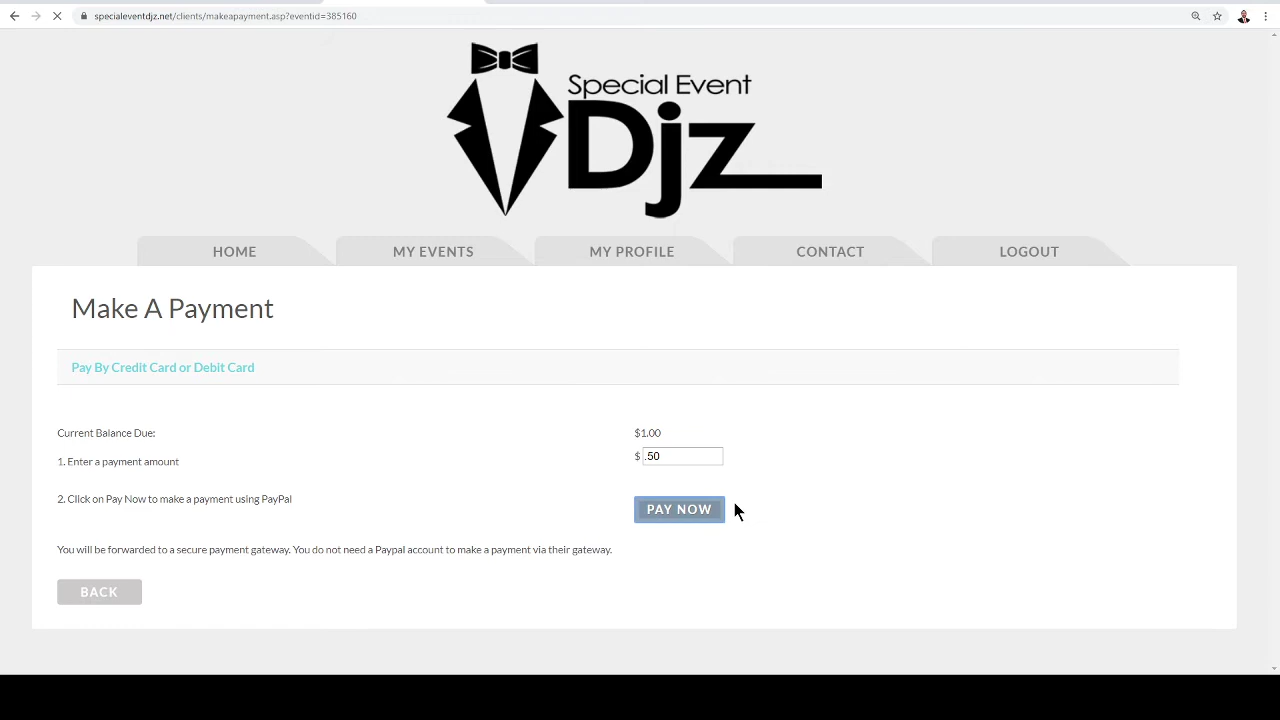 specialeventdjz.net/clients/makeapayment.asp?eventid=385160
Special Event
Djz
HOME
MY EVENTS
MY PROFILE
CONTACT
LOGOUT
Make A Payment
Pay By Credit Card or Debit Card
Current Balance Due:
$1.00
1. Enter a payment amount
$ .50
2. Click on Pay Now to make a payment using PayPal
PAY NOW
You will be forwarded to a secure payment gateway. You do not need a Paypal account to make a payment via their gateway.
BACK